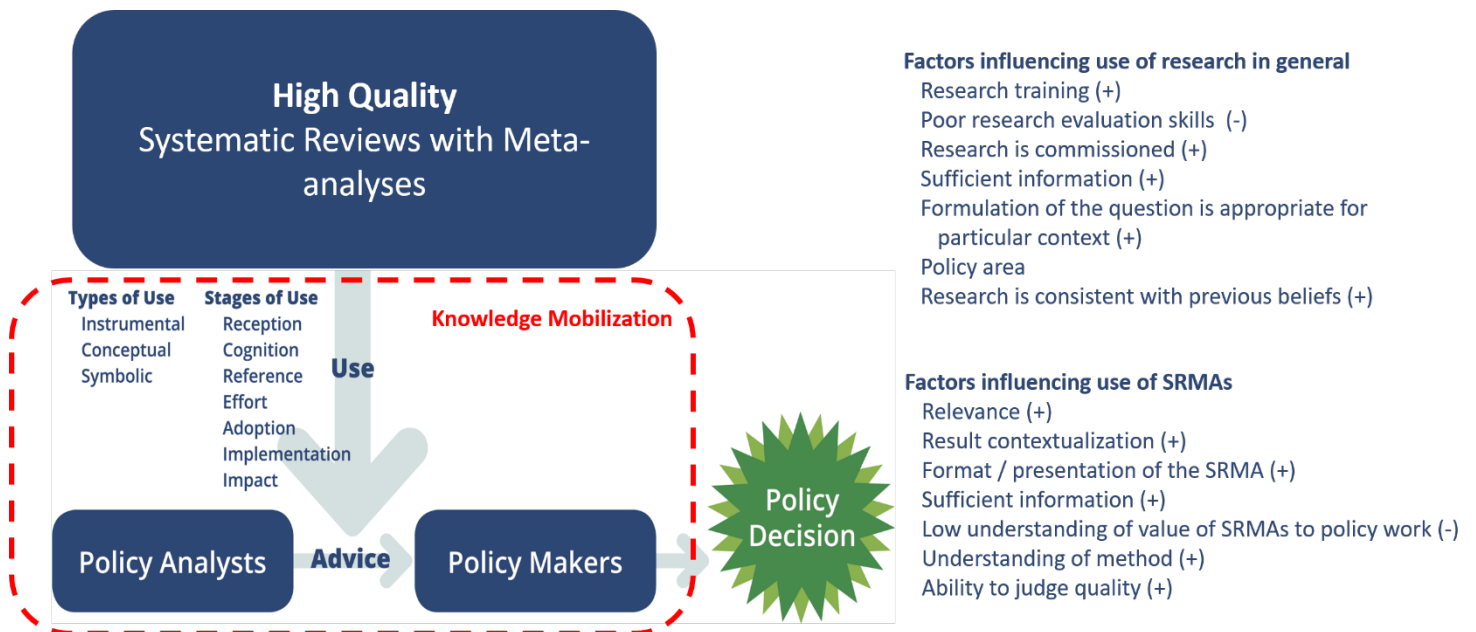 High Quality
Systematic Reviews with Meta-
analyses
Types of Use
Instrumental
Conceptual
Symbolic
Stages of Use
Reception
Cognition
Reference
Effort
Adoption
Implementation
Impact
Use
Knowledge Mobilization
Policy Analysts
Advice
Policy Makers
Policy
Decision
Factors influencing use of research in general
Research training (+)
Poor research evaluation skills (-)
Research is commissioned (+)
Sufficient information (+)
Formulation of the question is appropriate for
particular context (+)
Policy area
Research is consistent with previous beliefs (+)
Factors influencing use of SRMAs
Relevance (+)
Result contextualization (+)
Format / presentation of the SRMA (+)
Sufficient information (+)
Low understanding of value of SRMAs to policy work (-)
Understanding of method (+)
Ability to judge quality (+)